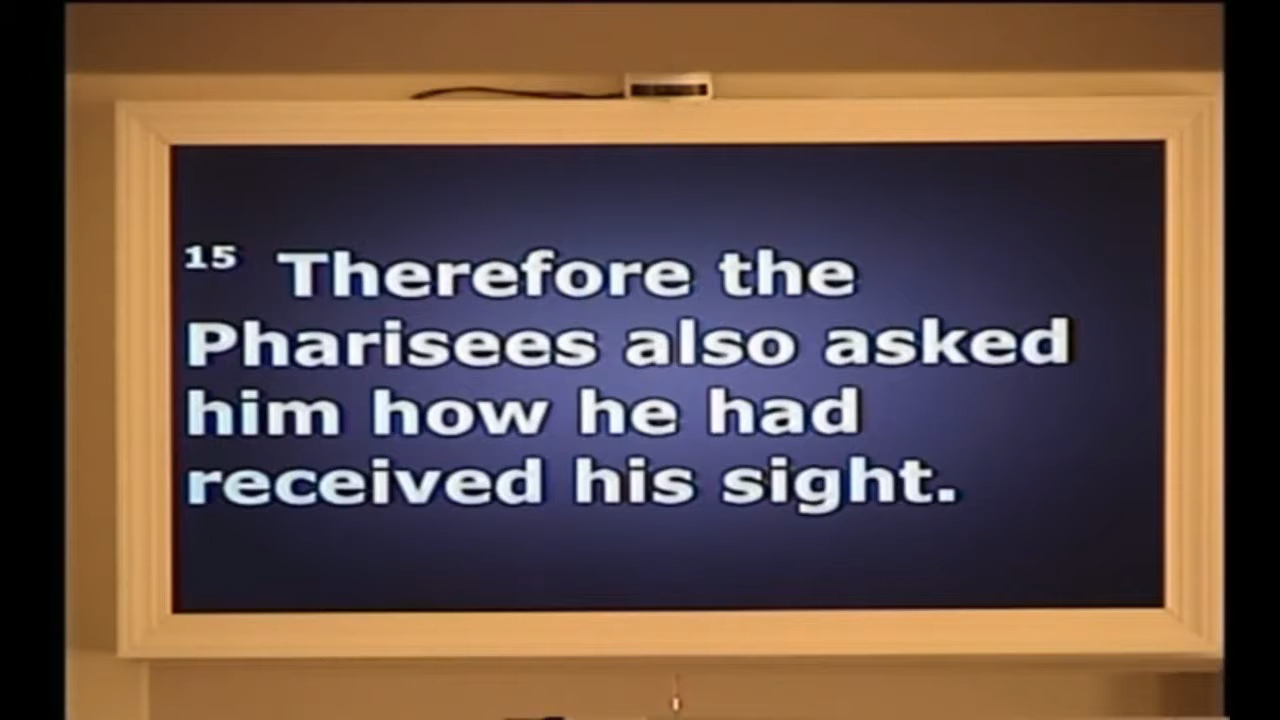 15 Therefore the
Pharisees also asked
him how he had
received his sight.